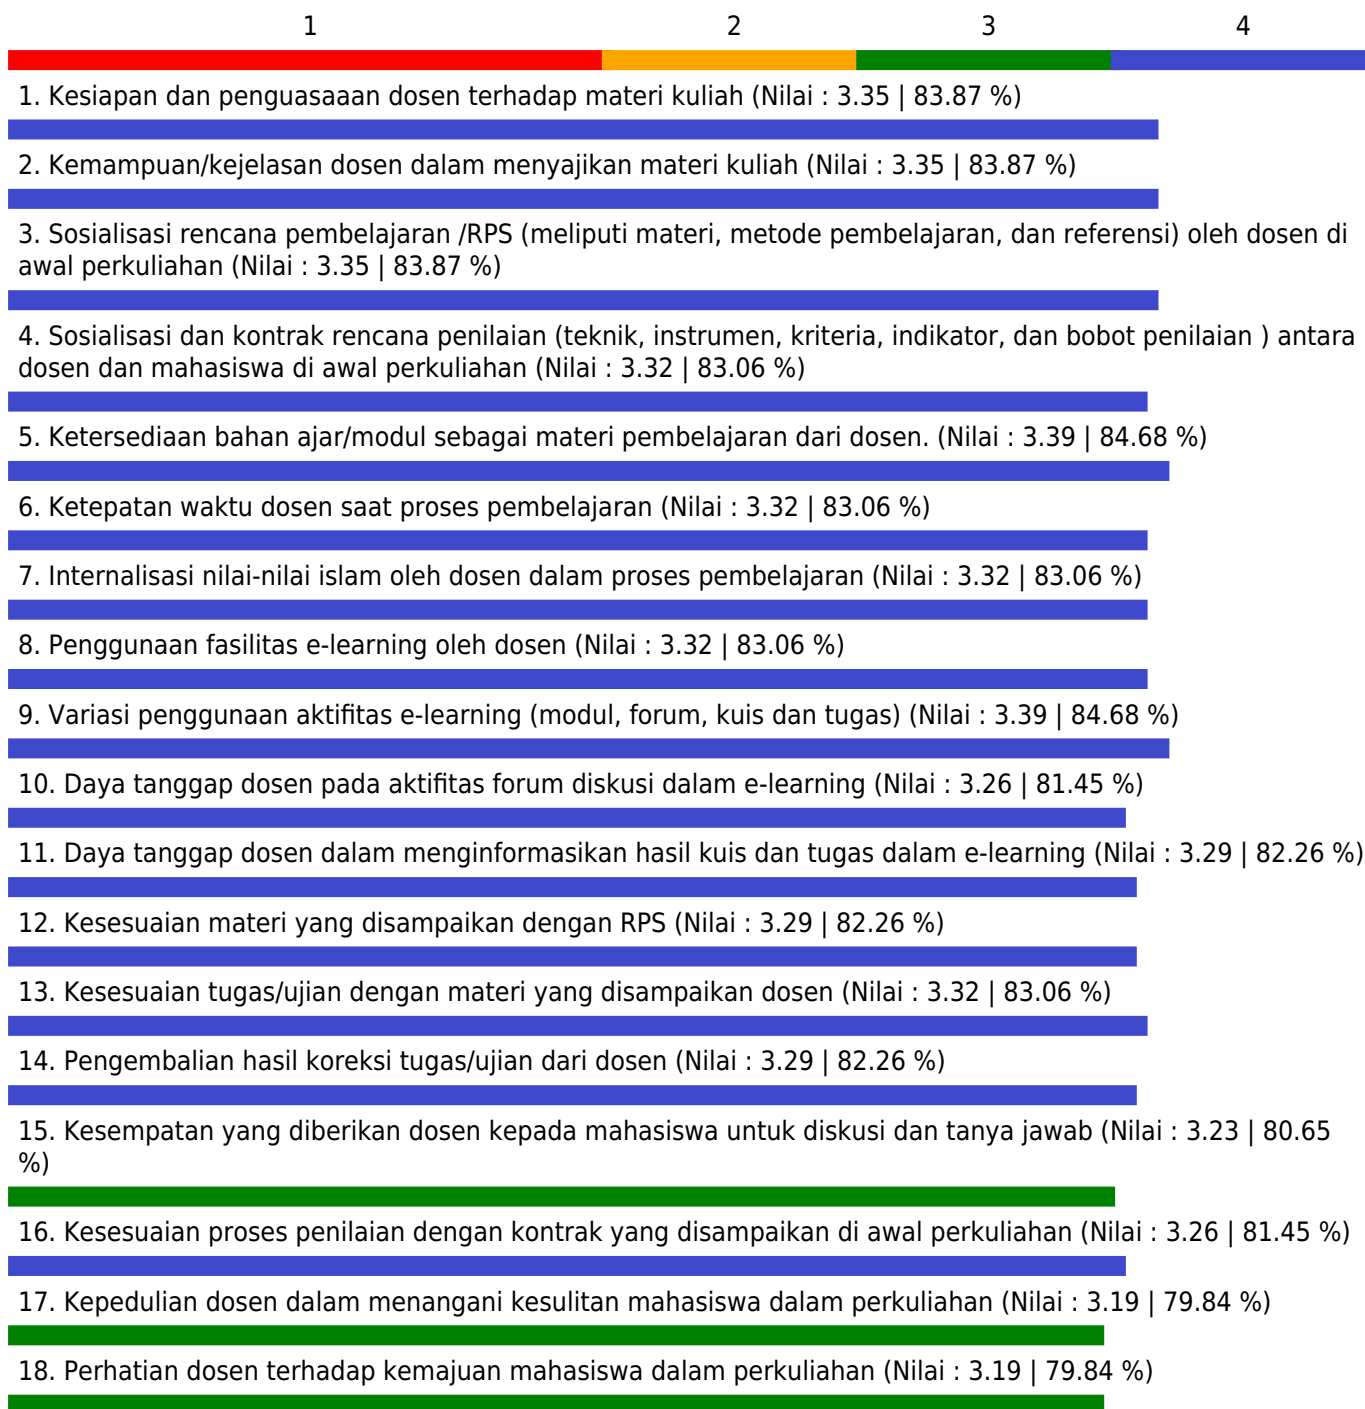 1 2 3 4
1. Kesiapan dan penguasaaan dosen terhadap materi kuliah (Nilai : 3.35 | 83.87 %)
2. Kemampuan/kejelasan dosen dalam menyajikan materi kuliah (Nilai : 3.35 | 83.87 %)
3. Sosialisasi rencana pembelajaran /RPS (meliputi materi, metode pembelajaran, dan referensi) oleh dosen di
awal perkuliahan (Nilai : 3.35 | 83.87 %)
4. Sosialisasi dan kontrak rencana penilaian (teknik, instrumen, kriteria, indikator, dan bobot penilaian ) antara
dosen dan mahasiswa di awal perkuliahan (Nilai : 3.32 | 83.06 %)
5. Ketersediaan bahan ajar/modul sebagai materi pembelajaran dari dosen. (Nilai : 3.39 | 84.68 %)
6. Ketepatan waktu dosen saat proses pembelajaran (Nilai : 3.32 | 83.06 %)
7. Internalisasi nilai-nilai islam oleh dosen dalam proses pembelajaran (Nilai : 3.32 | 83.06 %)
8. Penggunaan fasilitas e-learning oleh dosen (Nilai : 3.32 | 83.06 %)
9. Variasi penggunaan aktifitas e-learning (modul, forum, kuis dan tugas) (Nilai : 3.39 | 84.68 %)
10. Daya tanggap dosen pada aktifitas forum diskusi dalam e-learning (Nilai : 3.26 | 81.45 %)
11. Daya tanggap dosen dalam menginformasikan hasil kuis dan tugas dalam e-learning (Nilai : 3.29 | 82.26 %)
12. Kesesuaian materi yang disampaikan dengan RPS (Nilai : 3.29 | 82.26 %)
13. Kesesuaian tugas/ujian dengan materi yang disampaikan dosen (Nilai : 3.32 | 83.06 %)
14. Pengembalian hasil koreksi tugas/ujian dari dosen (Nilai : 3.29 | 82.26 %)
15. Kesempatan yang diberikan dosen kepada mahasiswa untuk diskusi dan tanya jawab (Nilai : 3.23 | 80.65
%)
16. Kesesuaian proses penilaian dengan kontrak yang disampaikan di awal perkuliahan (Nilai : 3.26 | 81.45 %)
17. Kepedulian dosen dalam menangani kesulitan mahasiswa dalam perkuliahan (Nilai : 3.19 | 79.84 %)
18. Perhatian dosen terhadap kemajuan mahasiswa dalam perkuliahan (Nilai : 3.19 | 79.84 %)